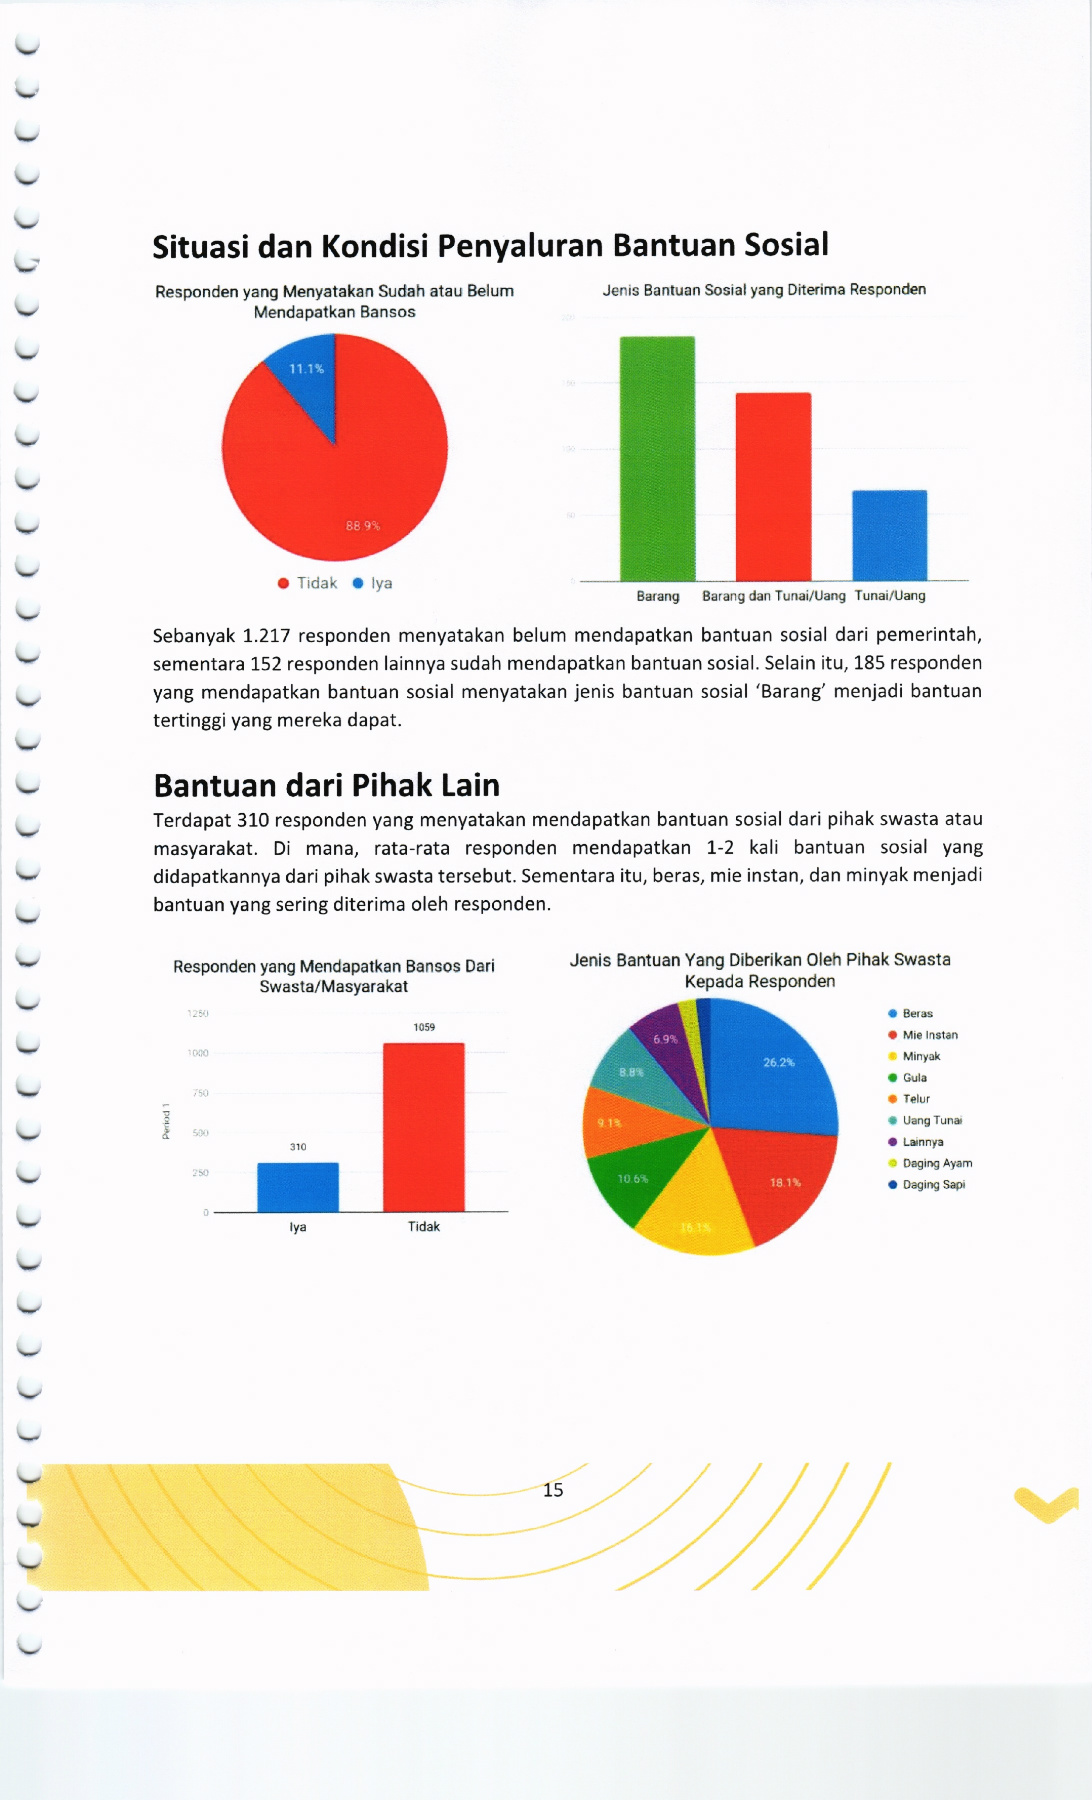 Situasi dan Kondisi Penyaluran Bantuan Sosial
Responden yang Menyatakan Sudah atau Belum
Mendapatkan Bansos
11.1%
88.9%
Tidak
Iya
Jenis Bantuan Sosial yang Diterima Responden
200
150
100
50
0
Barang
Barang dan Tunai/Uang
Tunai/Uang
Sebanyak 1.217 responden menyatakan belum mendapatkan bantuan sosial dari pemerintah,
sementara 152 responden lainnya sudah mendapatkan bantuan sosial. Selain itu, 185 responden
yang mendapatkan bantuan sosial menyatakan jenis bantuan sosial ‘Barang’ menjadi bantuan
tertinggi yang mereka dapat.
Bantuan dari Pihak Lain
Terdapat 310 responden yang menyatakan mendapatkan bantuan sosial dari pihak swasta atau
masyarakat. Di mana, rata-rata responden mendapatkan 1-2 kali bantuan sosial yang
didapatkannya dari pihak swasta tersebut. Sementara itu, beras, mie instan, dan minyak menjadi
bantuan yang sering diterima oleh responden.
Responden yang Mendapatkan Bansos Dari
Swasta/Masyarakat
Period 1
1250
1000
750
500
250
0
310
1059
Iya
Tidak
Jenis Bantuan Yang Diberikan Oleh Pihak Swasta
Kepada Responden
26.2%
18.1%
16.1%
10.6%
9.1%
8.8%
6.9%
Beras
Mie Instan
Minyak
Gula
Telur
Uang Tunai
Lainnya
Daging Ayam
Daging Sapi
15